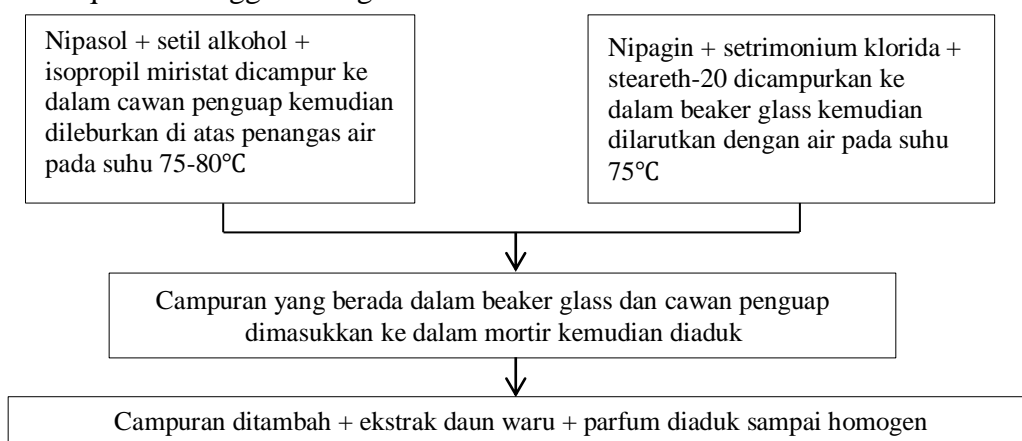 Nipasol + setil alkohol +
isopropil miristat dicampur ke
dalam cawan penguap kemudian
dileburkan di atas penangas air
pada suhu 75-80℃
Nipagin + setrimonium klorida +
steareth-20 dicampurkan ke
dalam beaker glass kemudian
dilarutkan dengan air pada suhu
75℃
Campuran yang berada dalam beaker glass dan cawan penguap
dimasukkan ke dalam mortir kemudian diaduk
Campuran ditambah + ekstrak daun waru + parfum diaduk sampai homogen